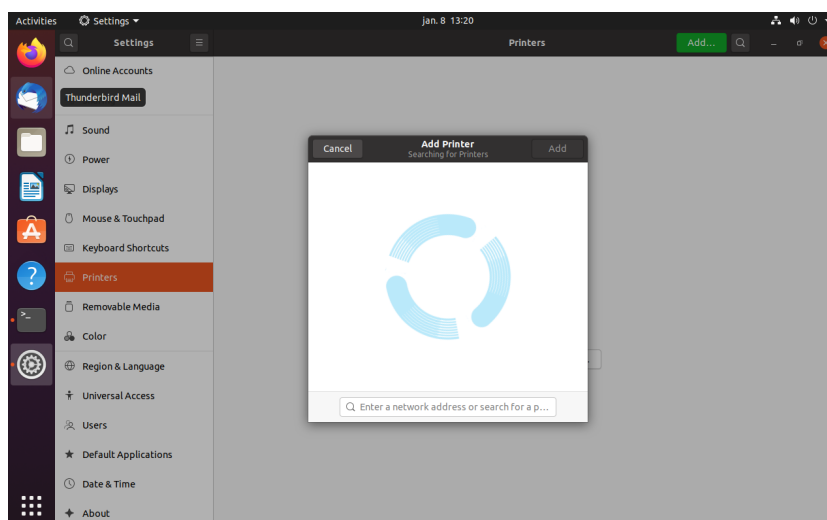 Activities Settings jan. 8 13:20
Settings Printers Add...
Online Accounts
Thunderbird Mail
Sound
Power
Displays
Mouse & Touchpad
Keyboard Shortcuts
Printers
Removable Media
Color
Region & Language
Universal Access
Users
Default Applications
Date & Time
About
Cancel Add Printer Add
Searching for Printers
Enter a network address or search for a p...